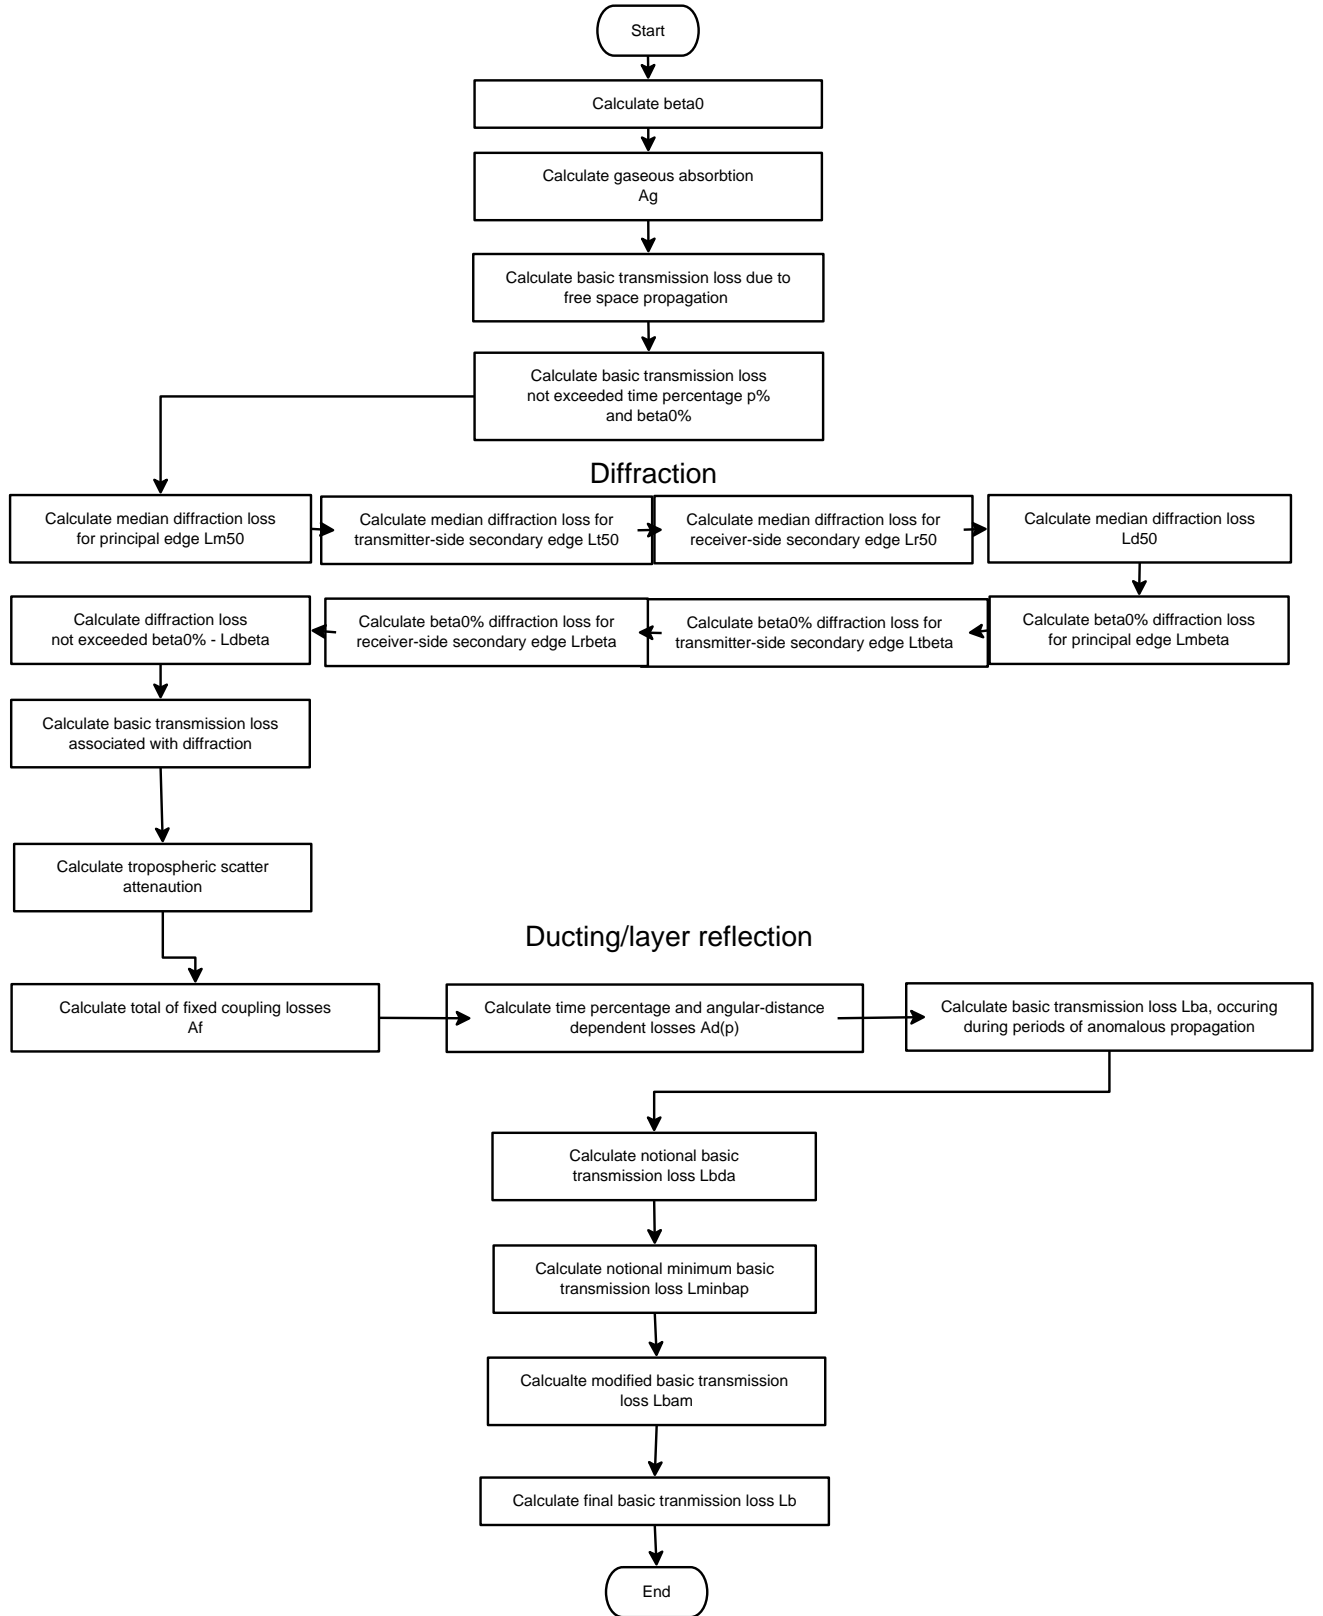 Start
Calculate beta0
Calculate gaseous absorbtion
Ag
Calculate basic transmission loss due to
free space propagation
Calculate basic transmission loss
not exceeded time percentage p%
and beta0%
Diffraction
Calculate median diffraction loss
for principal edge Lm50
Calculate median diffraction loss for
transmitter-side secondary edge Lt50
Calculate median diffraction loss for
receiver-side secondary edge Lr50
Calculate median diffraction loss
Ld50
Calculate beta0% diffraction loss
for principal edge Lmbeta
Calculate beta0% diffraction loss for
transmitter-side secondary edge Ltbeta
Calculate beta0% diffraction loss for
receiver-side secondary edge Lrbeta
Calculate diffraction loss
not exceeded beta0% - Ldbeta
Calculate basic transmission loss
associated with diffraction
Calculate tropospheric scatter
attenaution
Ducting/layer reflection
Calculate total of fixed coupling losses
Af
Calculate time percentage and angular-distance
dependent losses Ad(p)
Calculate basic transmission loss Lba, occuring
during periods of anomalous propagation
Calculate notional basic
transmission loss Lbda
Calculate notional minimum basic
transmission loss Lminbap
Calcualte modified basic transmission
loss Lbam
Calculate final basic tranmission loss Lb
End